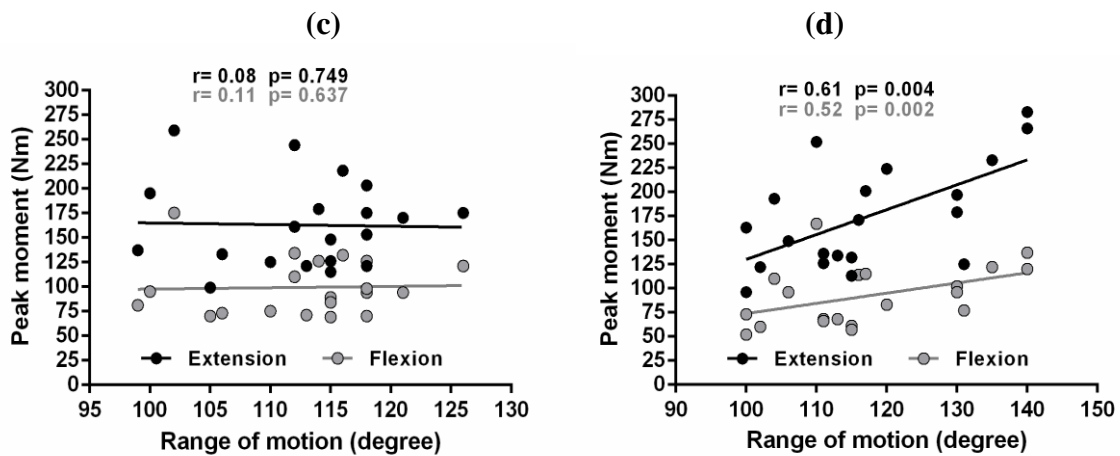 (c)
r= 0.08 p= 0.749
r= 0.11 p= 0.637
Peak moment (Nm)
300
275
250
225
200
175
150
125
100
75
50
25
0
Extension Flexion
95 100 105 110 115 120 125 130
Range of motion (degree)
(d)
r= 0.61 p= 0.004
r= 0.52 p= 0.002
Peak moment (Nm)
300
275
250
225
200
175
150
125
100
75
50
25
0
Extension Flexion
90 100 110 120 130 140 150
Range of motion (degree)